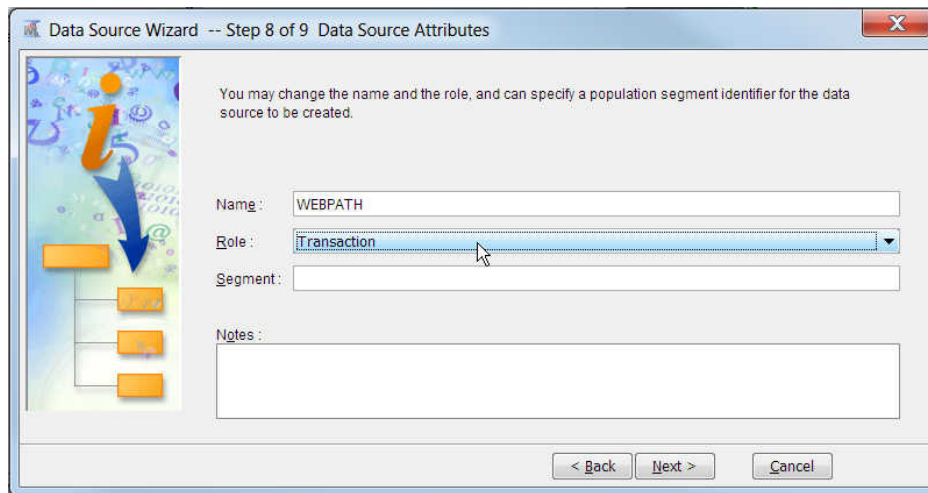 Data Source Wizard -- Step 8 of 9 Data Source Attributes
You may change the name and the role, and can specify a population segment identifier for the data
source to be created.
Name : WEBPATH
Role : Transaction
Segment :
Notes :
< Back Next > Cancel